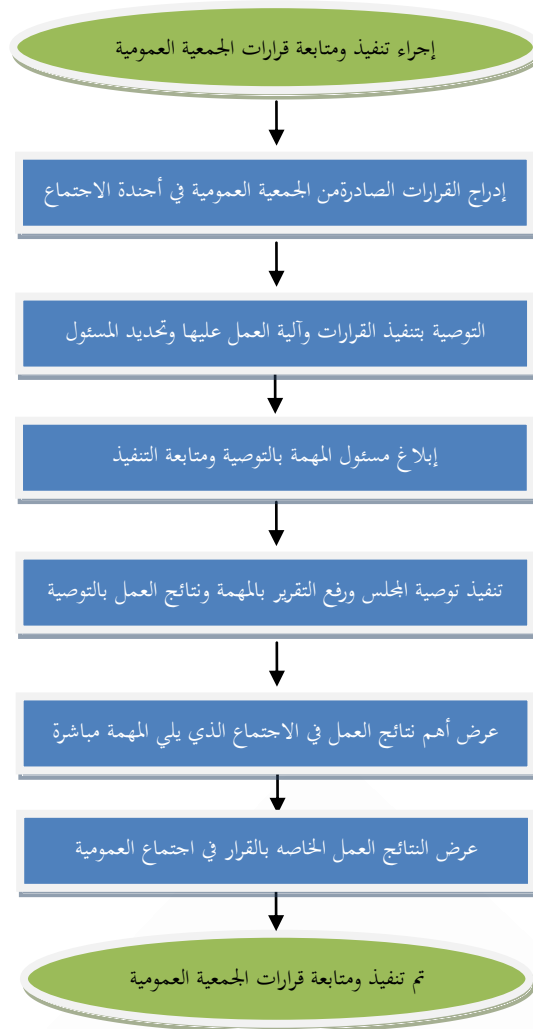 إجراء تنفيذ ومتابعة قرارات الجمعية العمومية
إدراج القرارات الصادرةمن الجمعية العمومية في أجندة الاجتماع
التوصية بتنفيذ القرارات وآلية العمل عليها وتحديد المسئول
إبلاغ مسئول المهمة بالتوصية ومتابعة التنفيذ
تنفيذ توصية المجلس ورفع التقرير بالمهمة ونتائج العمل بالتوصية
عرض أهم نتائج العمل في الاجتماع الذي يلي المهمة مباشرة
عرض النتائج العمل الخاصه بالقرار في اجتماع العمومية
تم تنفيذ ومتابعة قرارات الجمعية العمومية